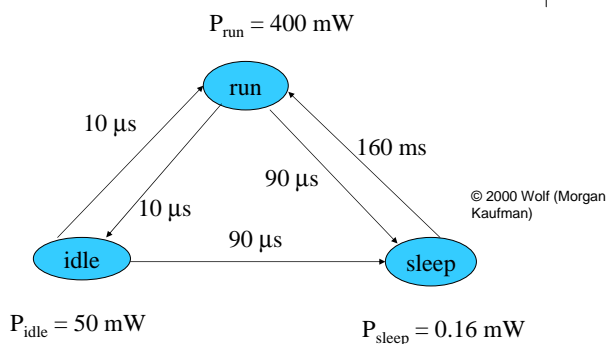 P_run = 400 mW
run
10 μs
160 ms
90 μs
© 2000 Wolf (Morgan
Kaufman)
10 μs
90 μs
idle
sleep
P_idle = 50 mW
P_sleep = 0.16 mW